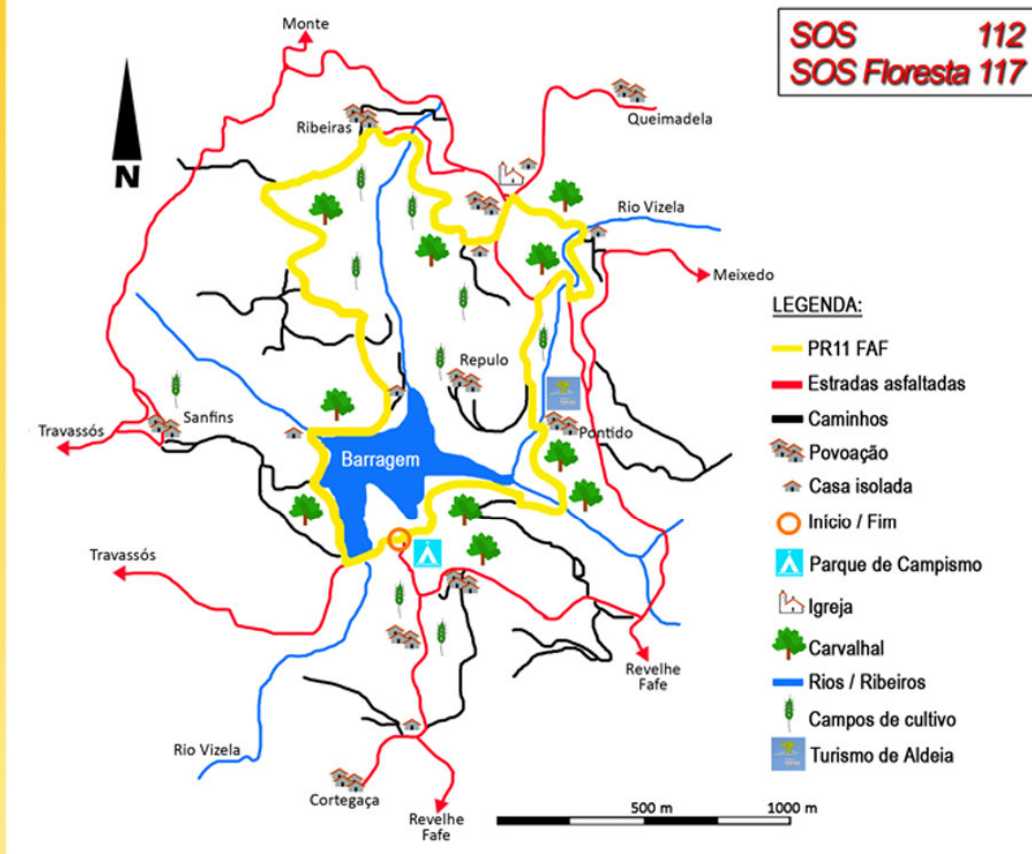 SOS 112
SOS Floresta 117
Monte
Ribeiras
Queimadela
N
Rio Vizela
Meixedo
Repulo
Sanfins
Travassós
Pontido
Barragem
Travassós
Revelhe
Fafe
Rio Vizela
Cortegaça
Revelhe
Fafe
LEGENDA:
PR11 FAF
Estradas asfaltadas
Caminhos
Povoação
Casa isolada
Início / Fim
Parque de Campismo
Igreja
Carvalhal
Rios / Ribeiros
Campos de cultivo
Turismo de Aldeia
500 m 1000 m